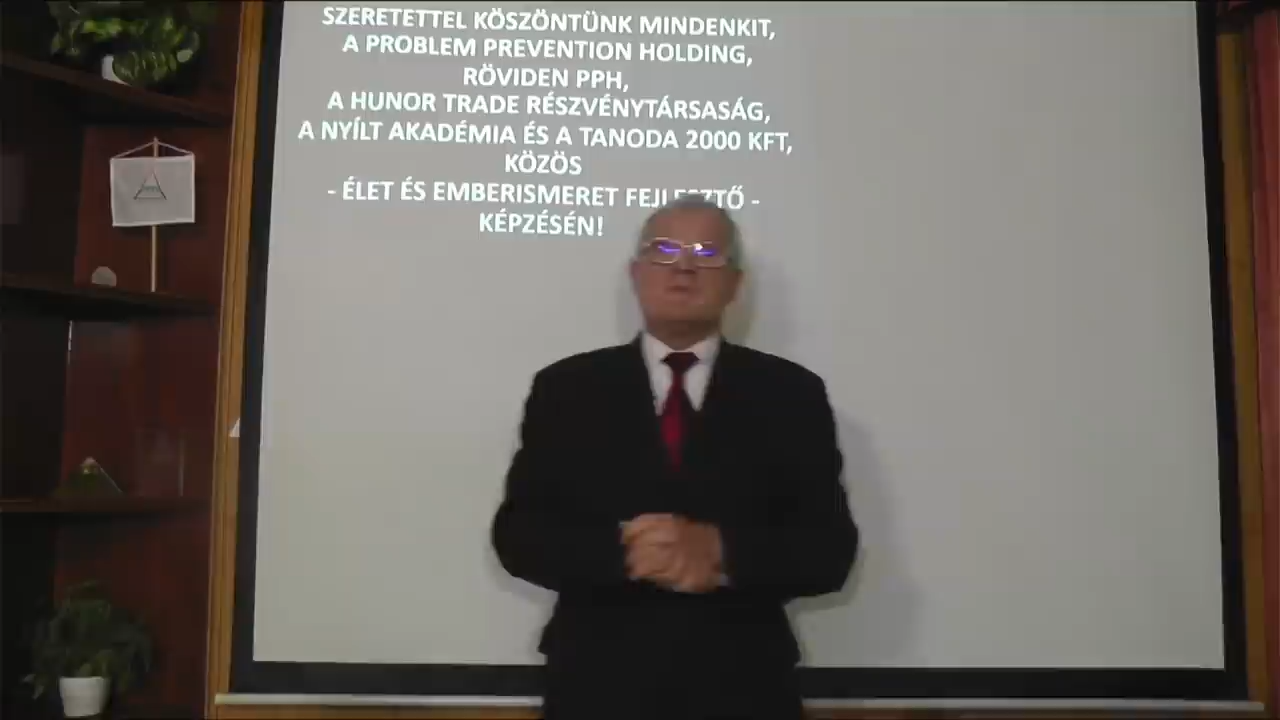 SZERETETTEL KÖSZÖNTÜNK MINDENKIT,
A PROBLEM PREVENTION HOLDING,
RÖVIDEN PPH,
A HUNOR TRADE RÉSZVÉNYTÁRSASÁG,
A NYÍLT AKADÉMIA ÉS A TANODA 2000 KFT,
KÖZÖS
- ÉLET ÉS EMBERISMERET FEJLESZTŐ -
KÉPZÉSÉN!